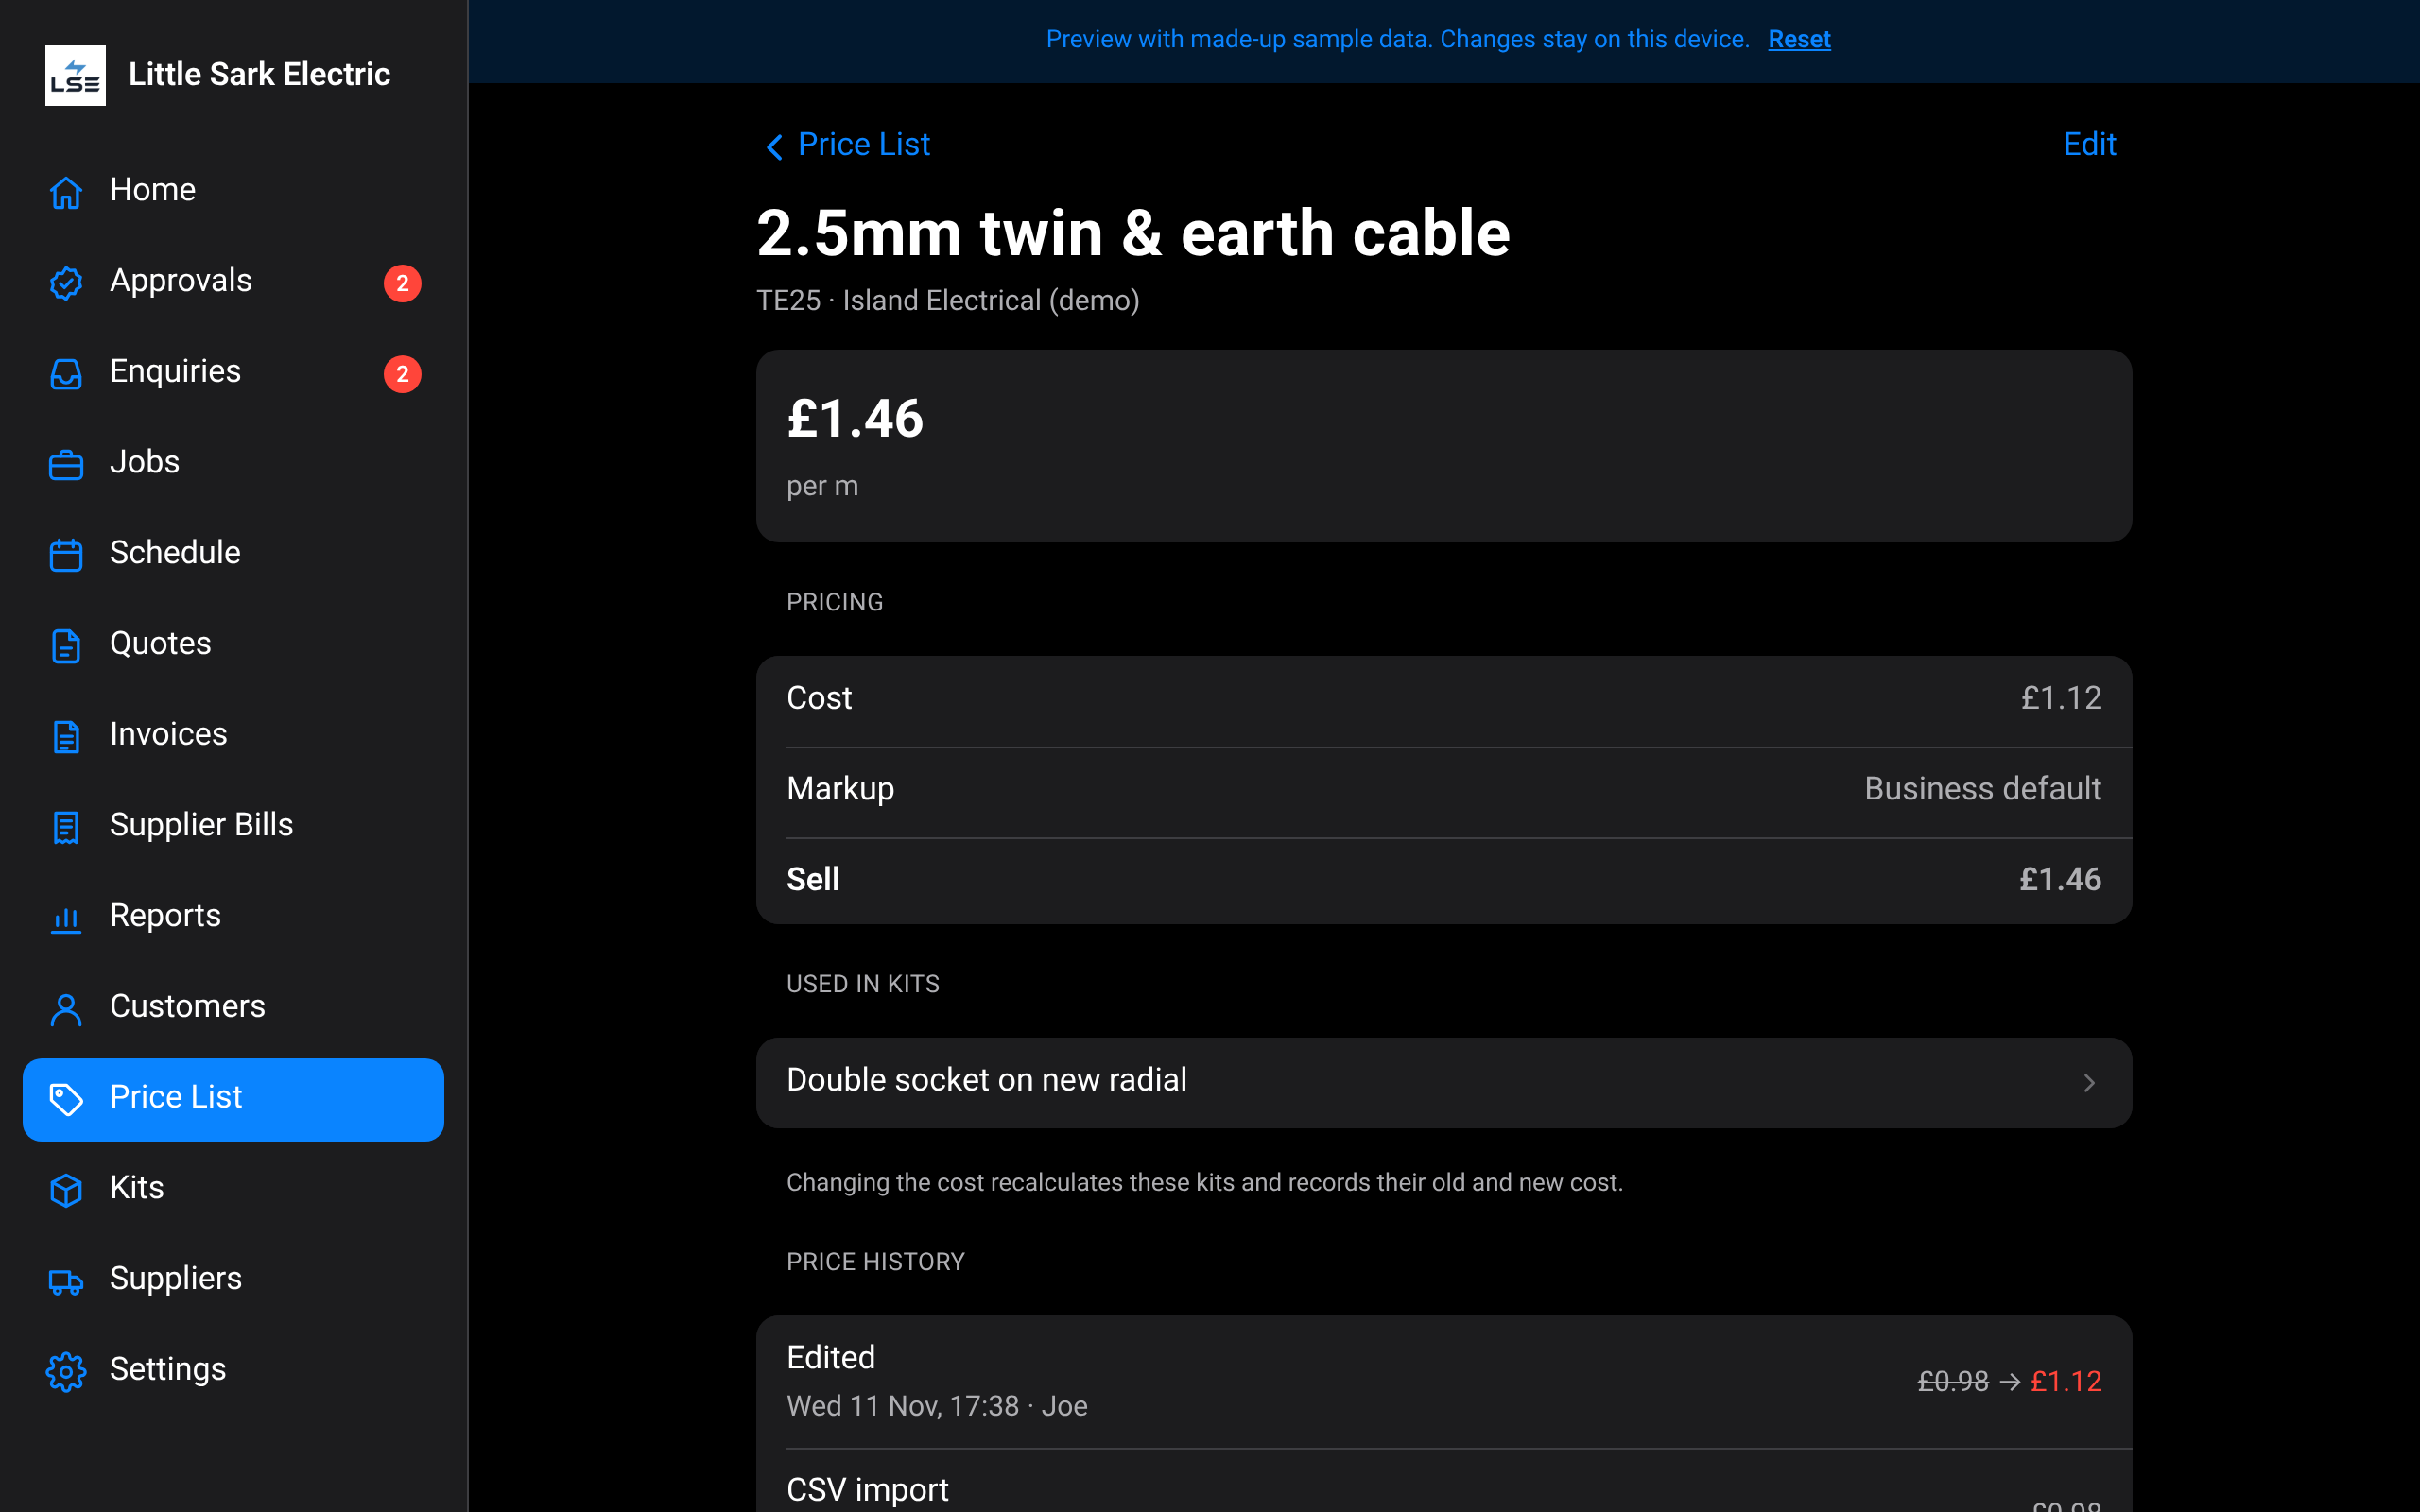 LSE
Little Sark Electric
Home
Approvals 2
Enquiries 2
Jobs
Schedule
Quotes
Invoices
Supplier Bills
Reports
Customers
Price List
Kits
Suppliers
Settings
Preview with made-up sample data. Changes stay on this device. Reset
Price List
Edit
2.5mm twin & earth cable
TE25 · Island Electrical (demo)
£1.46
per m
PRICING
Cost £1.12
Markup Business default
Sell £1.46
USED IN KITS
Double socket on new radial
Changing the cost recalculates these kits and records their old and new cost.
PRICE HISTORY
Edited
£0.98 → £1.12
Wed 11 Nov, 17:38 · Joe
CSV import
£0.98